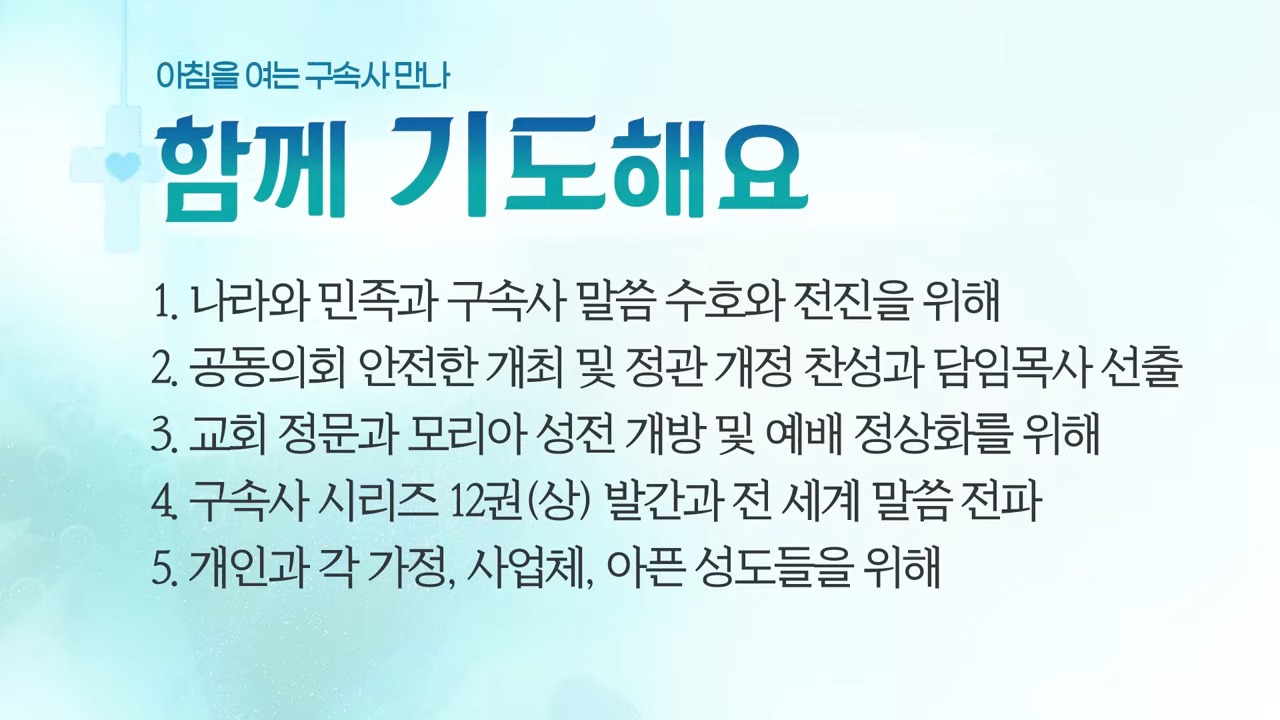 아침을 여는 구속사 만나
함께 기도해요
1. 나라와 민족과 구속사 말씀 수호와 전진을 위해
2. 공동의회 안전한 개최 및 정관 개정 찬성과 담임목사 선출
3. 교회 정문과 모리아 성전 개방 및 예배 정상화를 위해
4. 구속사 시리즈 12권(상) 발간과 전 세계 말씀 전파
5. 개인과 각 가정, 사업체, 아픈 성도들을 위해